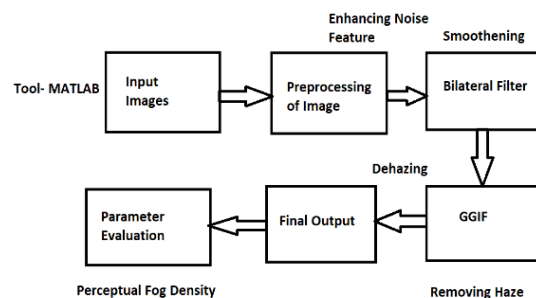 Enhancing Noise
Feature
Smoothening
Tool- MATLAB
Input
Images
Preprocessing
of Image
Bilateral Filter
Dehazing
Parameter
Evaluation
Final Output
GGIF
Perceptual Fog Density
Removing Haze